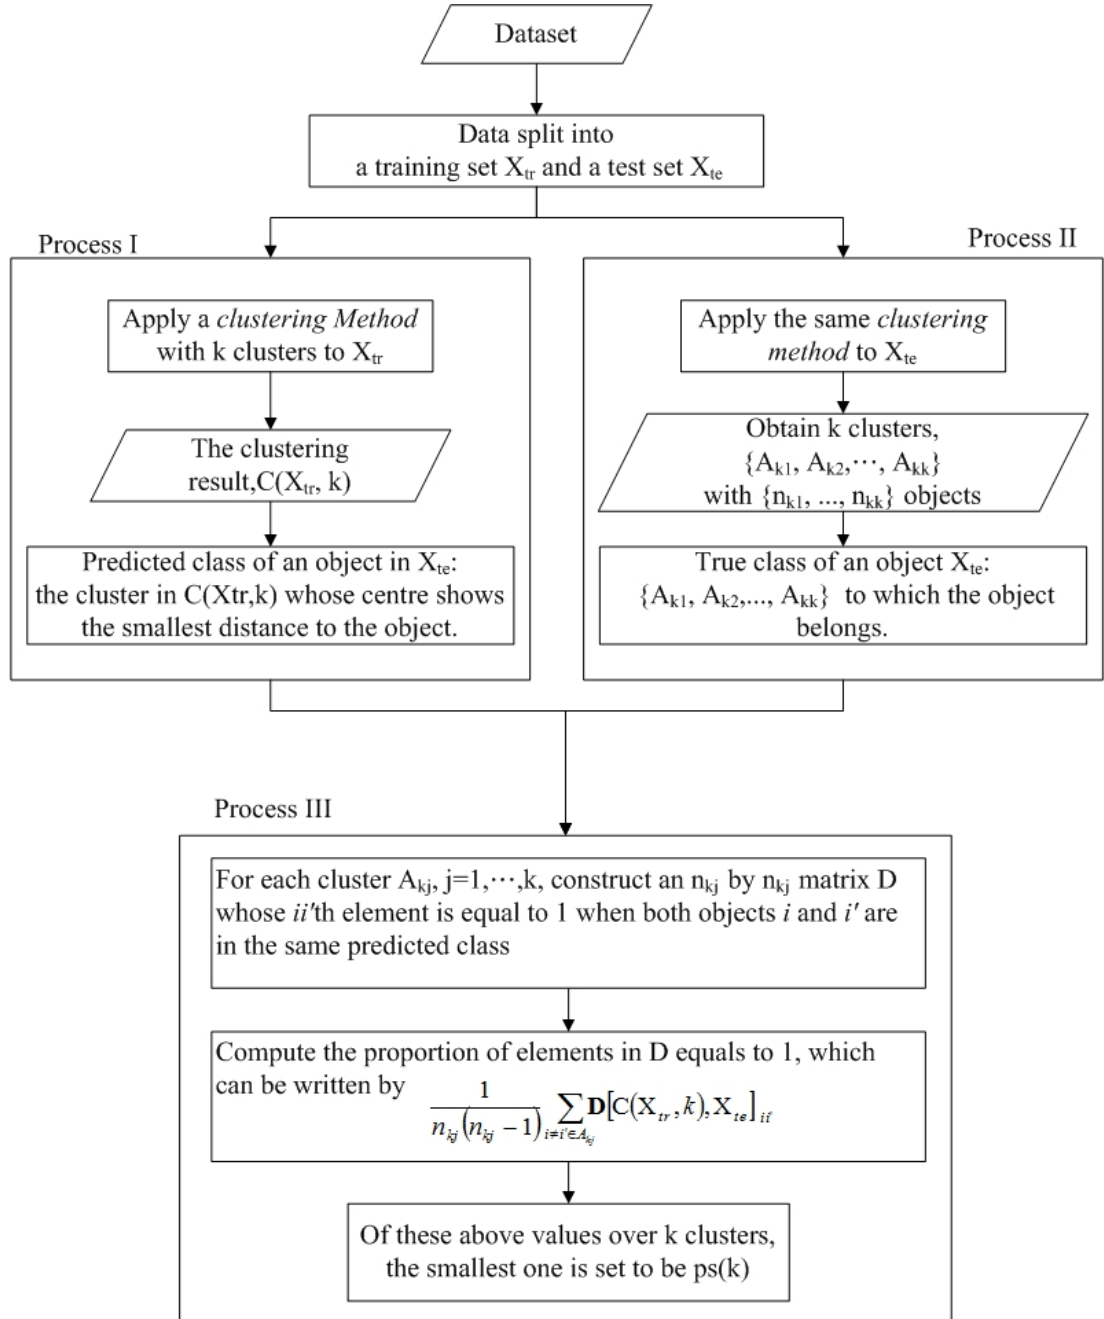 Dataset
Data split into
a training set Xtr and a test set Xte
Process I
Process II
Apply a clustering Method
with k clusters to Xtr
The clustering
result,C(Xtr, k)
Predicted class of an object in Xte:
the cluster in C(Xtr,k) whose centre shows
the smallest distance to the object.
Apply the same clustering
method to Xte
Obtain k clusters,
{Ak1, Ak2,⋯, Akk}
with {nk1, ..., nkk} objects
True class of an object Xte:
{Ak1, Ak2,..., Akk} to which the object
belongs.
Process III
For each cluster Akj, j=1,⋯,k, construct an nkj by nkj matrix D
whose ii'th element is equal to 1 when both objects i and i' are
in the same predicted class
Compute the proportion of elements in D equals to 1, which
can be written by 1/(nkj(nkj − 1)) ∑i≠i'∈Akj D[C(Xtr, k), Xte]ii'
Of these above values over k clusters,
the smallest one is set to be ps(k)